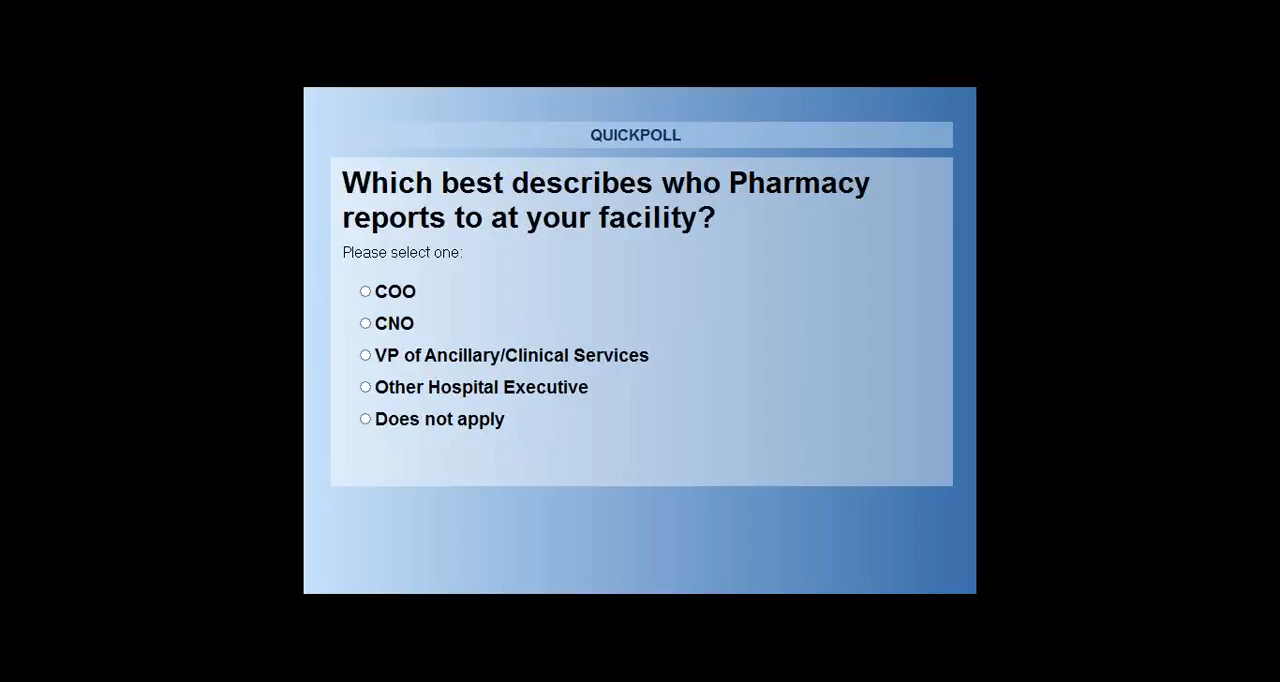 QUICKPOLL
Which best describes who Pharmacy
reports to at your facility?
Please select one:
COO
CNO
VP of Ancillary/Clinical Services
Other Hospital Executive
Does not apply